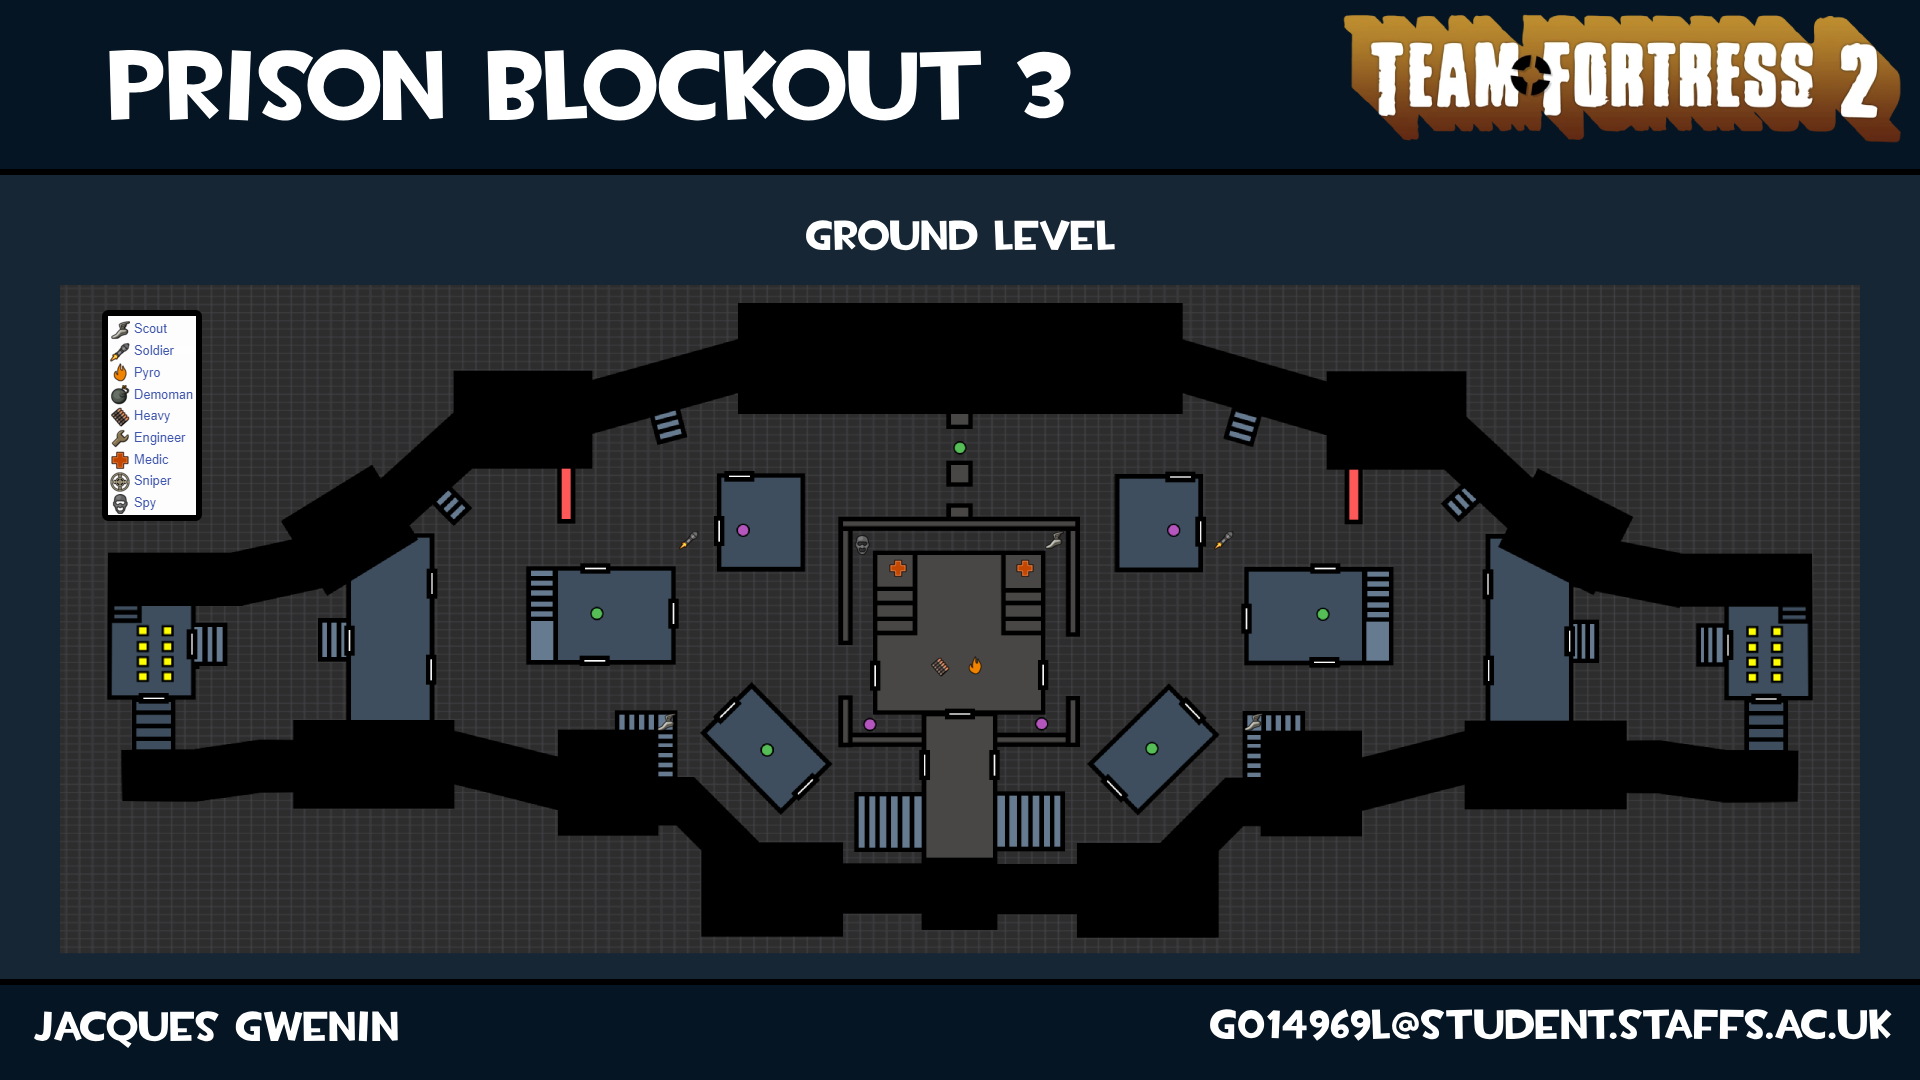 PRISON BLOCKOUT 3
TEAM FORTRESS 2
GROUND LEVEL
Scout
Soldier
Pyro
Demoman
Heavy
Engineer
Medic
Sniper
Spy
JACQUES GWENIN
G014969L@STUDENT.STAFFS.AC.UK